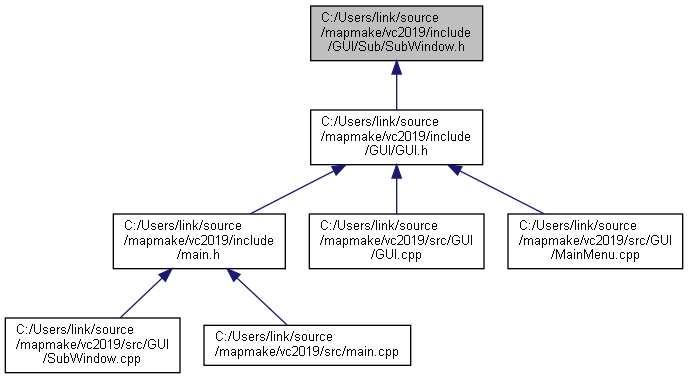 C:/Users/link/source
/mapmake/vc2019/include
/GUI/Sub/SubWindow.h
C:/Users/link/source
/mapmake/vc2019/include
/GUI/GUI.h
C:/Users/link/source
/mapmake/vc2019/include
/main.h
C:/Users/link/source
/mapmake/vc2019/src/GUI
/GUI.cpp
C:/Users/link/source
/mapmake/vc2019/src/GUI
/MainMenu.cpp
C:/Users/link/source
/mapmake/vc2019/src/GUI
/SubWindow.cpp
C:/Users/link/source
/mapmake/vc2019/src/main.cpp